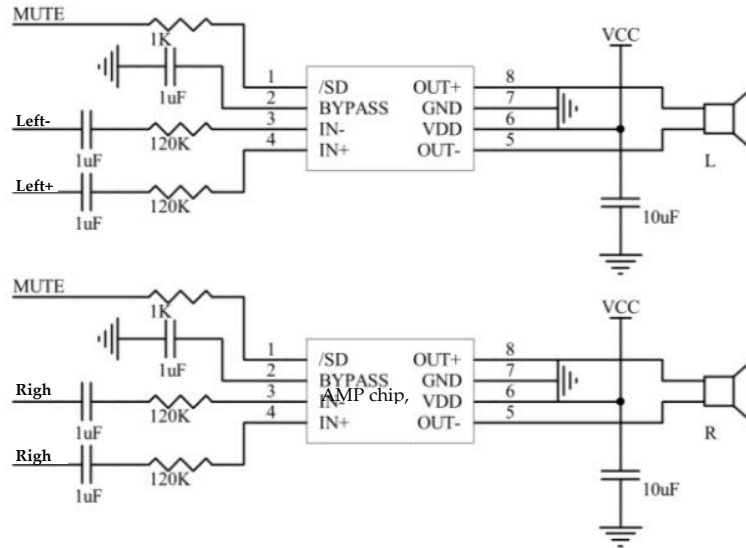 MUTE
1K
VCC
1 /SD OUT+ 8
1uF 2 BYPASS GND 7
Left- 3 IN- VDD 6
1uF 120K 4 IN+ OUT- 5
L
Left+
1uF 120K
10uF
MUTE
1K
VCC
1 /SD OUT+ 8
1uF 2 BYPASS GND 7
Righ 3 IN- AMP chip, VDD 6
1uF 120K 4 IN+ OUT- 5
R
Righ
1uF 120K
10uF